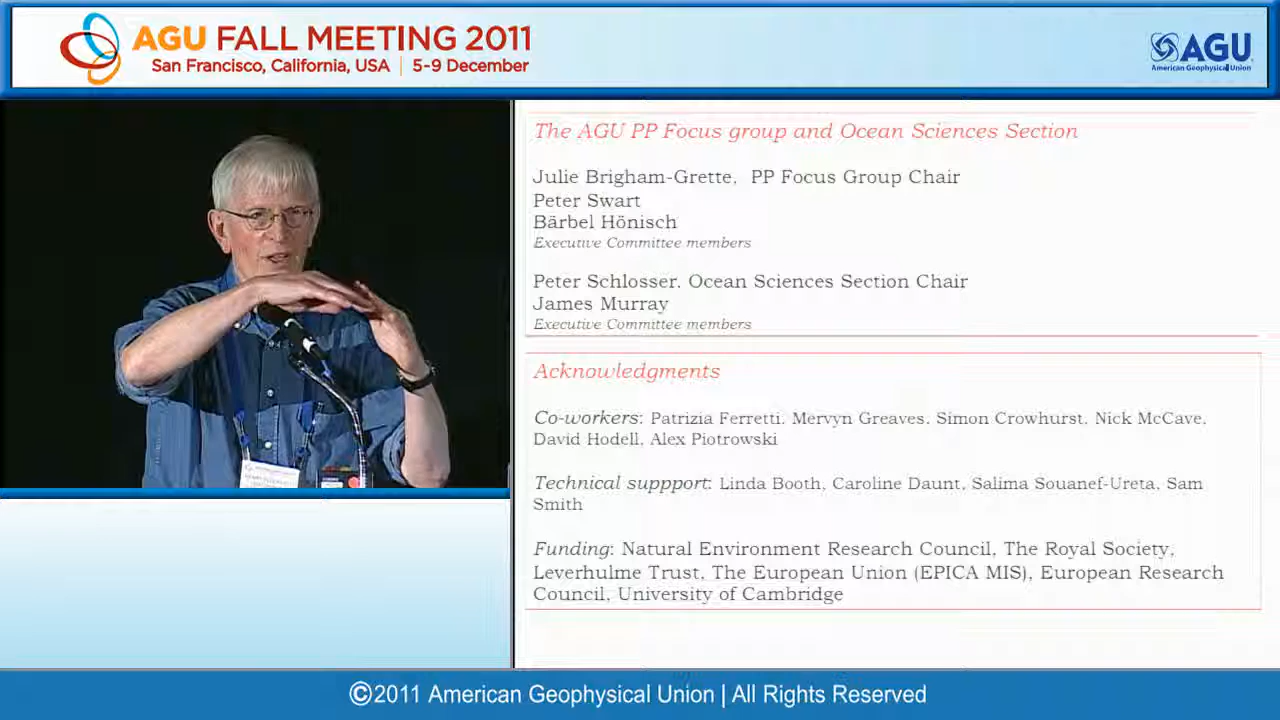 AGU FALL MEETING 2011
San Francisco, California, USA | 5-9 December
AGU
American Geophysical Union
The AGU PP Focus group and Ocean Sciences Section
Julie Brigham-Grette, PP Focus Group Chair
Peter Swart
Bärbel Hönisch
Executive Committee members
Peter Schlosser. Ocean Sciences Section Chair
James Murray
Executive Committee members
Acknowledgments
Co-workers: Patrizia Ferretti, Mervyn Greaves, Simon Crowhurst, Nick McCave,
David Hodell, Alex Piotrowski
Technical suppport: Linda Booth, Caroline Daunt, Salima Souanef-Ureta, Sam
Smith
Funding: Natural Environment Research Council, The Royal Society,
Leverhulme Trust, The European Union (EPICA MIS), European Research
Council, University of Cambridge
©2011 American Geophysical Union | All Rights Reserved